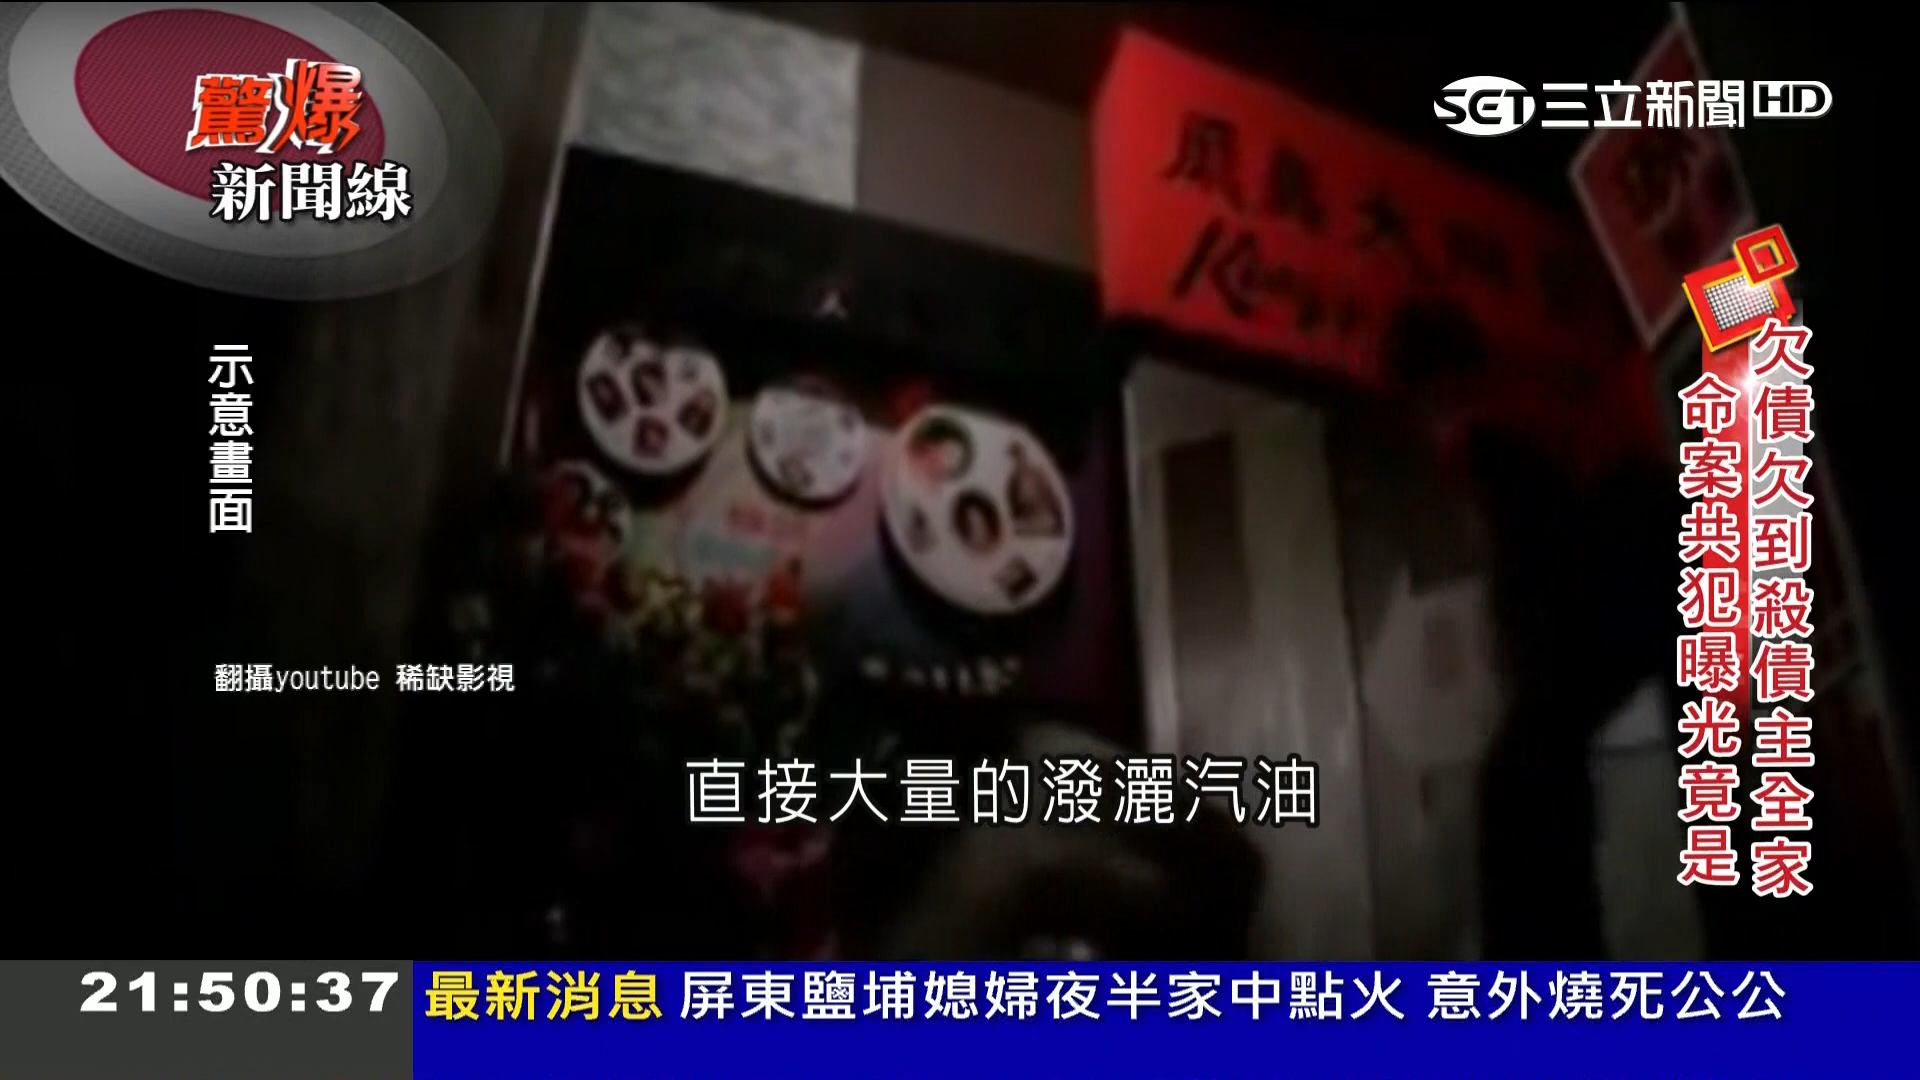 驚爆
新聞線
SET三立新聞HD
欠債欠到殺債主全家
命案共犯曝光竟是
示意畫面
翻攝youtube 稀缺影視
人
直接大量的潑灑汽油
21:50:37
最新消息 屏東鹽埔媳婦夜半家中點火 意外燒死公公